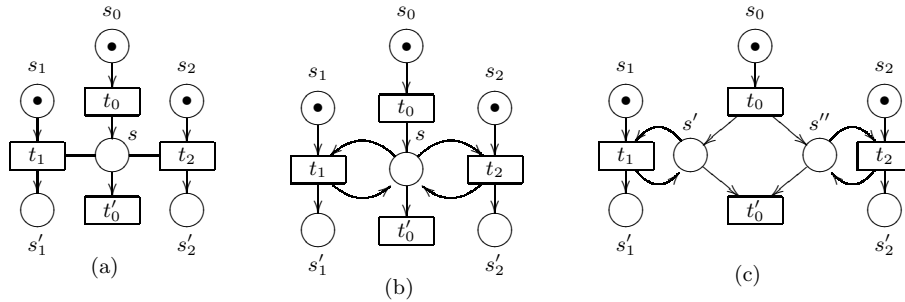 s₀ s₀ s₀
s₁ s₂ s₁ s₂ s₁ s₂
t₀ t₀ t₀
s s s′ s″
t₁ t₂ t₁ t₂ t₁ t₂
t′₀ t′₀ t′₀
s′₁ s′₂ s′₁ s′₂ s′₁ s′₂
(a) (b) (c)